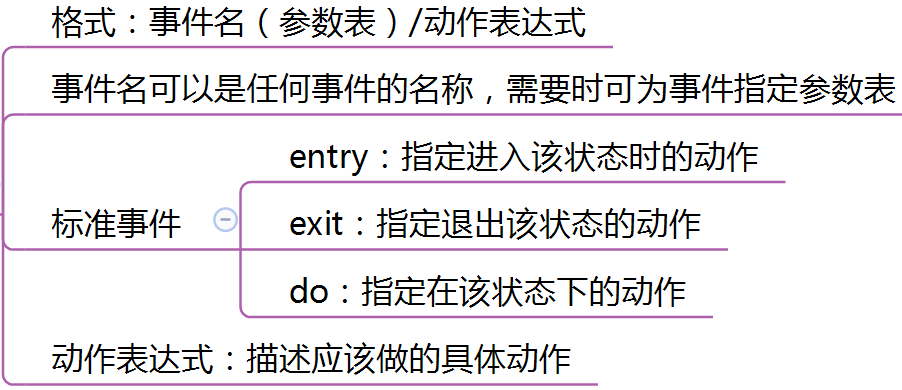 格式：事件名（参数表）/动作表达式
事件名可以是任何事件的名称，需要时可为事件指定参数表
entry：指定进入该状态时的动作
标准事件
exit：指定退出该状态的动作
do：指定在该状态下的动作
动作表达式：描述应该做的具体动作